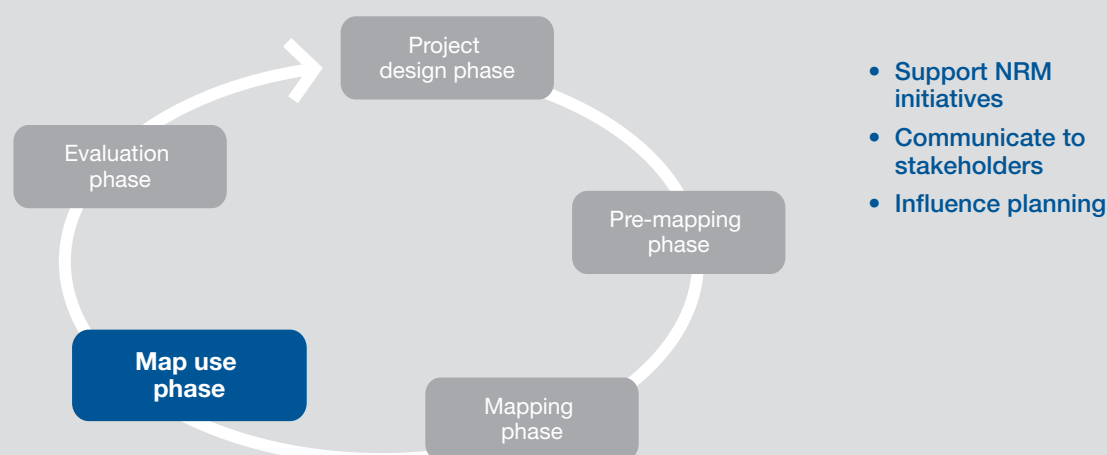 Project
design phase
Evaluation
phase
Pre-mapping
phase
Map use
phase
Mapping
phase
• Support NRM
initiatives
• Communicate to
stakeholders
• Influence planning